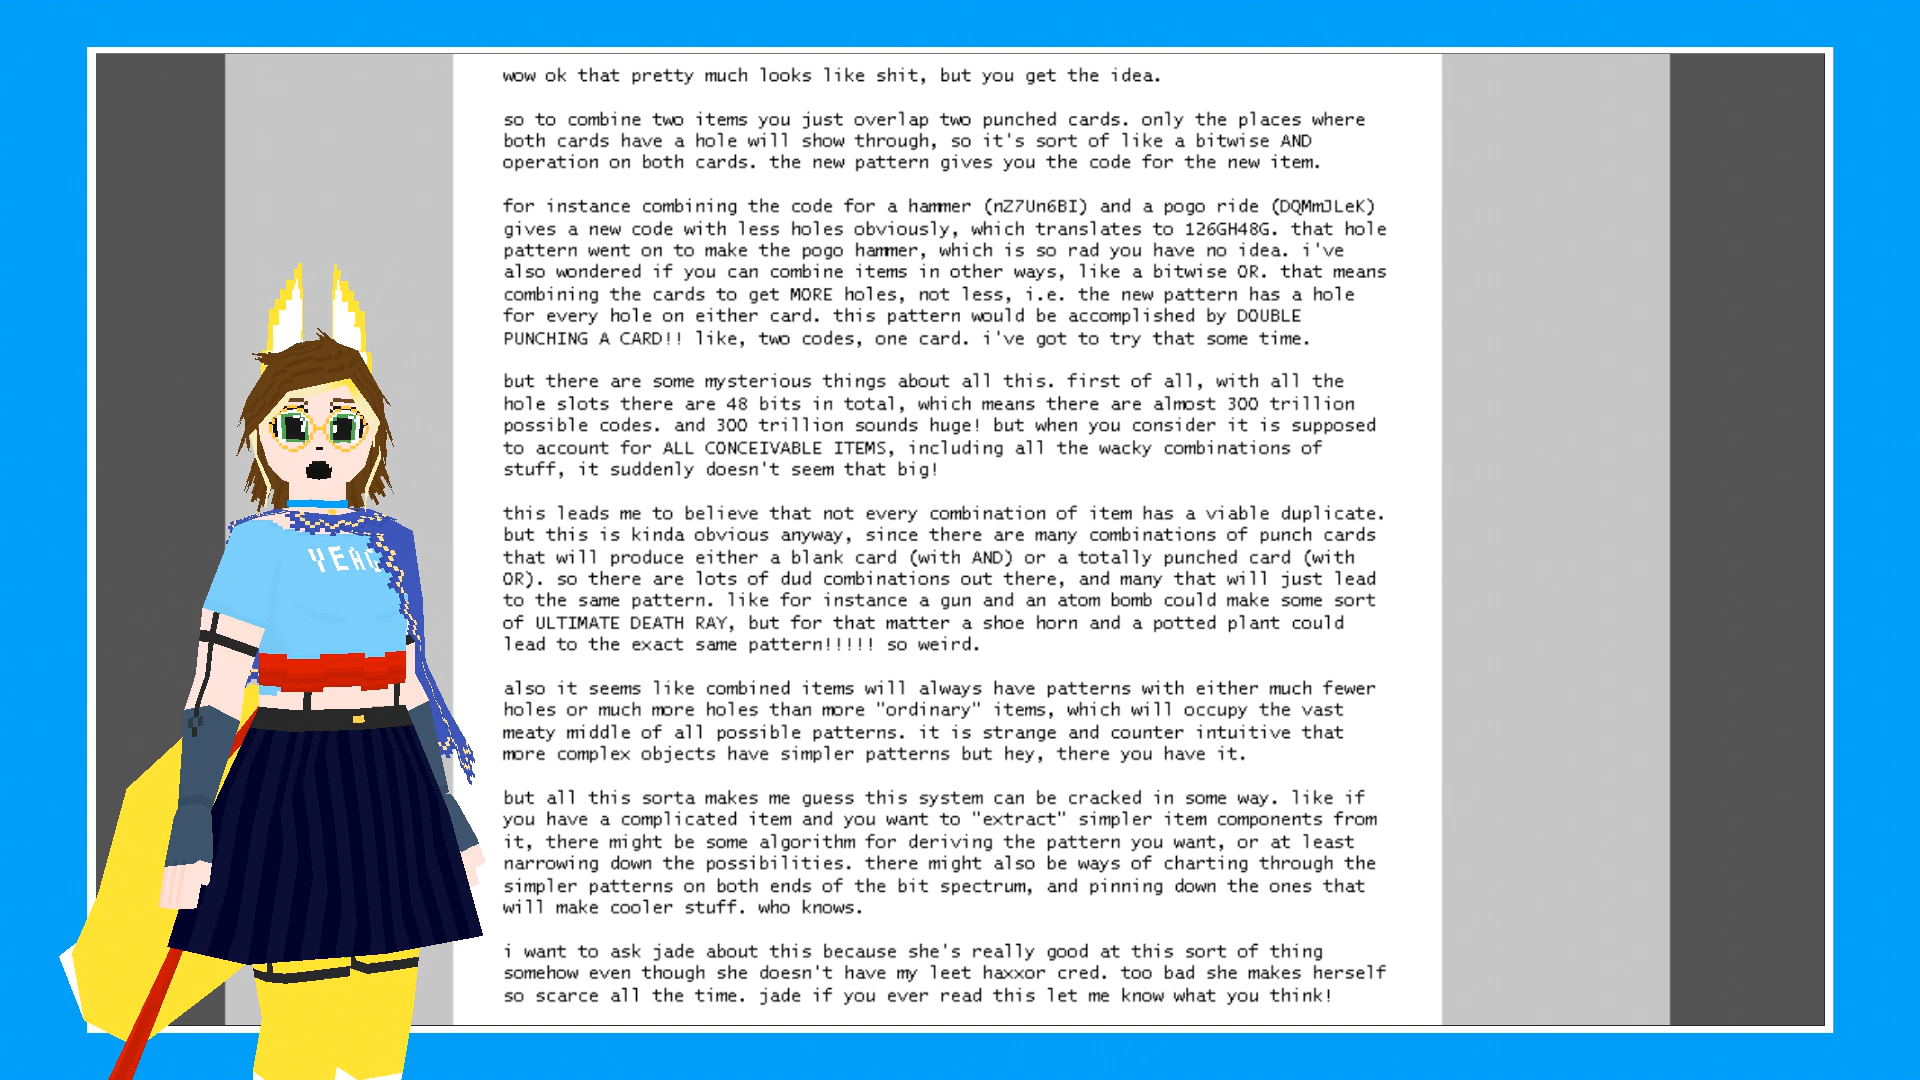 wow ok that pretty much looks like shit, but you get the idea.
so to combine two items you just overlap two punched cards. only the places where
both cards have a hole will show through, so it's sort of like a bitwise AND
operation on both cards. the new pattern gives you the code for the new item.
for instance combining the code for a hammer (nZ7Un6BI) and a pogo ride (DQMmJLeK)
gives a new code with less holes obviously, which translates to 126GH48G. that hole
pattern went on to make the pogo hammer, which is so rad you have no idea. i've
also wondered if you can combine items in other ways, like a bitwise OR. that means
combining the cards to get MORE holes, not less, i.e. the new pattern has a hole
for every hole on either card. this pattern would be accomplished by DOUBLE
PUNCHING A CARD!! like, two codes, one card. i've got to try that some time.
but there are some mysterious things about all this. first of all, with all the
hole slots there are 48 bits in total, which means there are almost 300 trillion
possible codes. and 300 trillion sounds huge! but when you consider it is supposed
to account for ALL CONCEIVABLE ITEMS, including all the wacky combinations of
stuff, it suddenly doesn't seem that big!
this leads me to believe that not every combination of item has a viable duplicate.
but this is kinda obvious anyway, since there are many combinations of punch cards
that will produce either a blank card (with AND) or a totally punched card (with
OR). so there are lots of dud combinations out there, and many that will just lead
to the same pattern. like for instance a gun and an atom bomb could make some sort
of ULTIMATE DEATH RAY, but for that matter a shoe horn and a potted plant could
lead to the exact same pattern!!!!! so weird.
also it seems like combined items will always have patterns with either much fewer
holes or much more holes than more "ordinary" items, which will occupy the vast
meaty middle of all possible patterns. it is strange and counter intuitive that
more complex objects have simpler patterns but hey, there you have it.
but all this sorta makes me guess this system can be cracked in some way. like if
you have a complicated item and you want to "extract" simpler item components from
it, there might be some algorithm for deriving the pattern you want, or at least
narrowing down the possibilities. there might also be ways of charting through the
simpler patterns on both ends of the bit spectrum, and pinning down the ones that
will make cooler stuff. who knows.
i want to ask jade about this because she's really good at this sort of thing
somehow even though she doesn't have my leet haxxor cred. too bad she makes herself
so scarce all the time. jade if you ever read this let me know what you think!